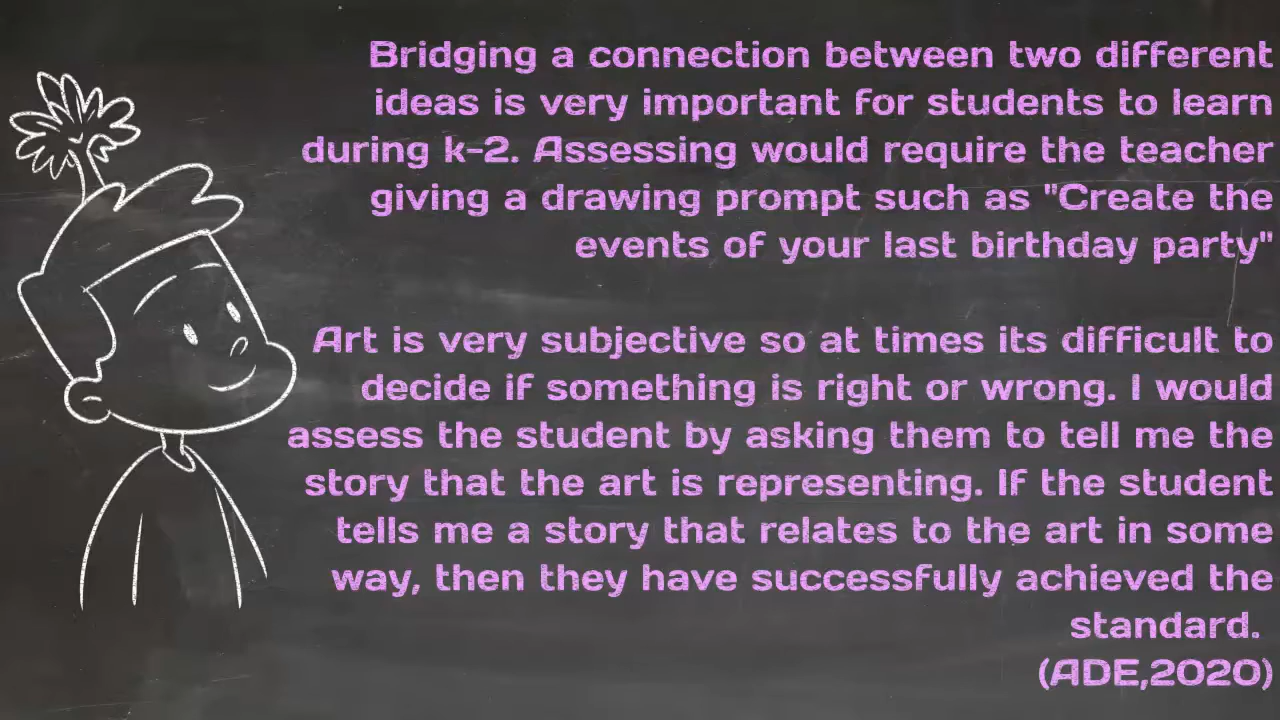 Bridging a connection between two different
ideas is very important for students to learn
during k-2. Assessing would require the teacher
giving a drawing prompt such as "Create the
events of your last birthday party"
Art is very subjective so at times its difficult to
decide if something is right or wrong. I would
assess the student by asking them to tell me the
story that the art is representing. If the student
tells me a story that relates to the art in some
way, then they have successfully achieved the
standard.
(ADE,2020)